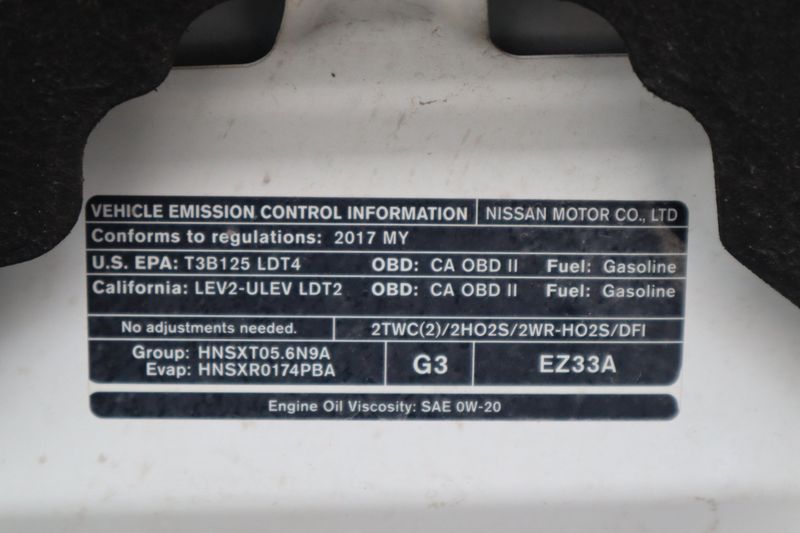 VEHICLE EMISSION CONTROL INFORMATION NISSAN MOTOR CO., LTD
Conforms to regulations: 2017 MY
U.S. EPA: T3B125 LDT4 OBD: CA OBD II Fuel: Gasoline
California: LEV2-ULEV LDT2 OBD: CA OBD II Fuel: Gasoline
No adjustments needed. 2TWC(2)/2HO2S/2WR-HO2S/DFI
Group: HNSXT05.6N9A
Evap: HNSXR0174PBA
G3 EZ33A
Engine Oil Viscosity: SAE 0W-20